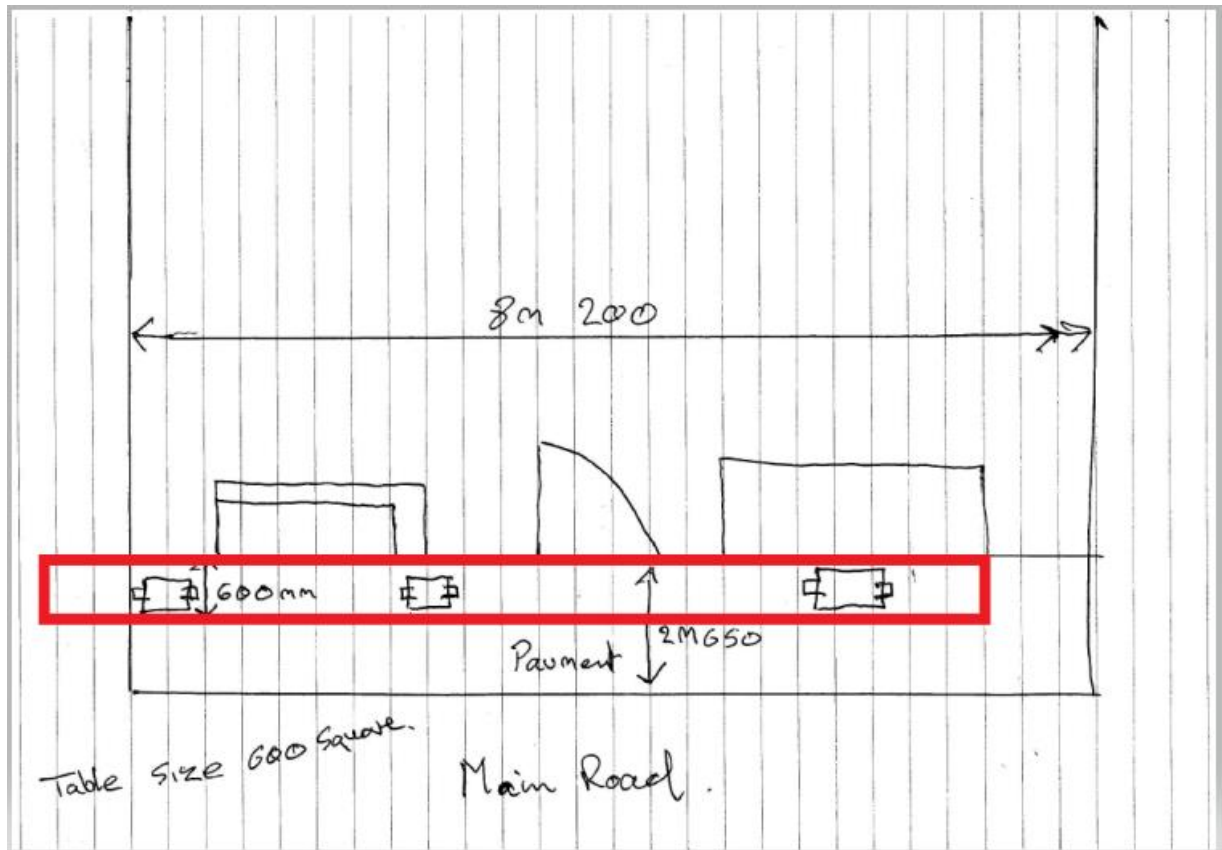 8m 200
600mm
2M650
Pavment
Table size 600 Square.
Main Road.